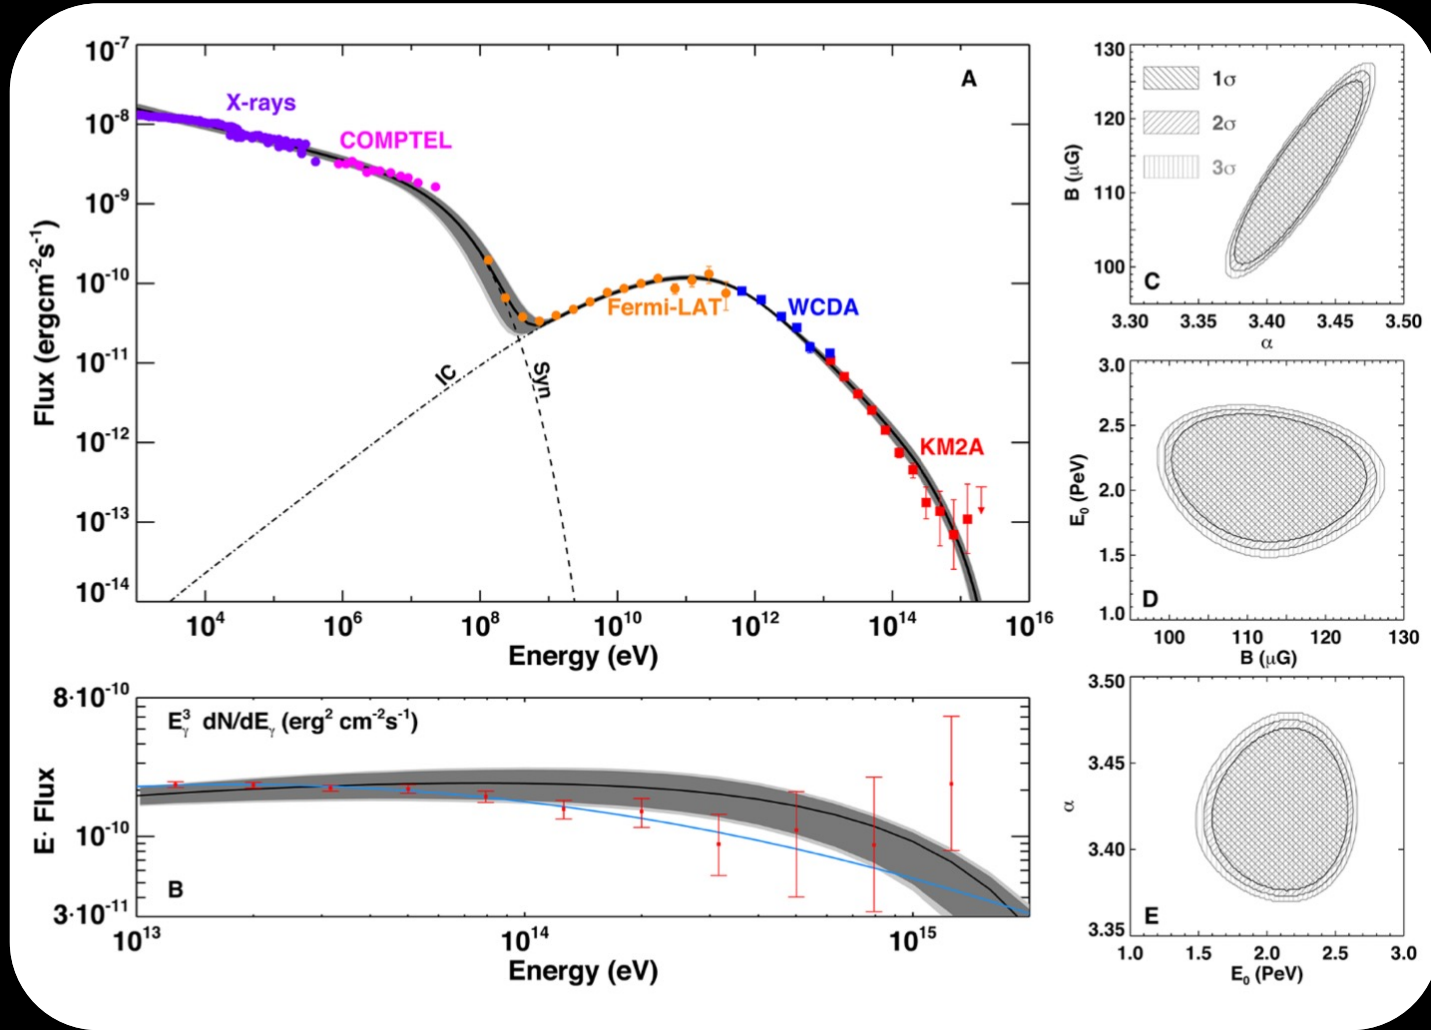 A
10⁻⁷
10⁻⁸
10⁻⁹
10⁻¹⁰
10⁻¹¹
10⁻¹²
10⁻¹³
10⁻¹⁴
Flux (ergcm⁻²s⁻¹)
X-rays
COMPTEL
Fermi-LAT
WCDA
KM2A
IC
Syn
10⁴ 10⁶ 10⁸ 10¹⁰ 10¹² 10¹⁴ 10¹⁶
Energy (eV)
8·10⁻¹⁰
10⁻¹⁰
3·10⁻¹¹
E· Flux
E³ᵧ dN/dEᵧ (erg² cm⁻²s⁻¹)
B
10¹³ 10¹⁴ 10¹⁵
Energy (eV)
130
120
110
100
B (μG)
1σ
2σ
3σ
C
3.30 3.35 3.40 3.45 3.50
α
3.0
2.5
2.0
1.5
1.0
E₀ (PeV)
D
100 110 120 130
B (μG)
3.50
3.45
3.40
3.35
α
E
1.0 1.5 2.0 2.5 3.0
E₀ (PeV)